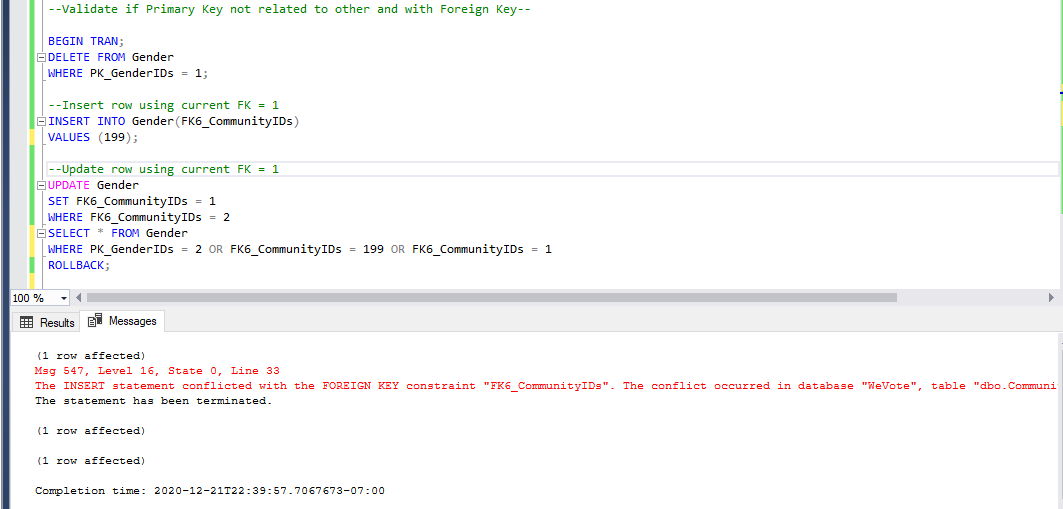 --Validate if Primary Key not related to other and with Foreign Key--
BEGIN TRAN;
DELETE FROM Gender
WHERE PK_GenderIDs = 1;
--Insert row using current FK = 1
INSERT INTO Gender(FK6_CommunityIDs)
VALUES (199);
--Update row using current FK = 1
UPDATE Gender
SET FK6_CommunityIDs = 1
WHERE FK6_CommunityIDs = 2
SELECT * FROM Gender
WHERE PK_GenderIDs = 2 OR FK6_CommunityIDs = 199 OR FK6_CommunityIDs = 1
ROLLBACK;
100 %
Results Messages
(1 row affected)
Msg 547, Level 16, State 0, Line 33
The INSERT statement conflicted with the FOREIGN KEY constraint "FK6_CommunityIDs". The conflict occurred in database "WeVote", table "dbo.Communi
The statement has been terminated.
(1 row affected)
(1 row affected)
Completion time: 2020-12-21T22:39:57.7067673-07:00